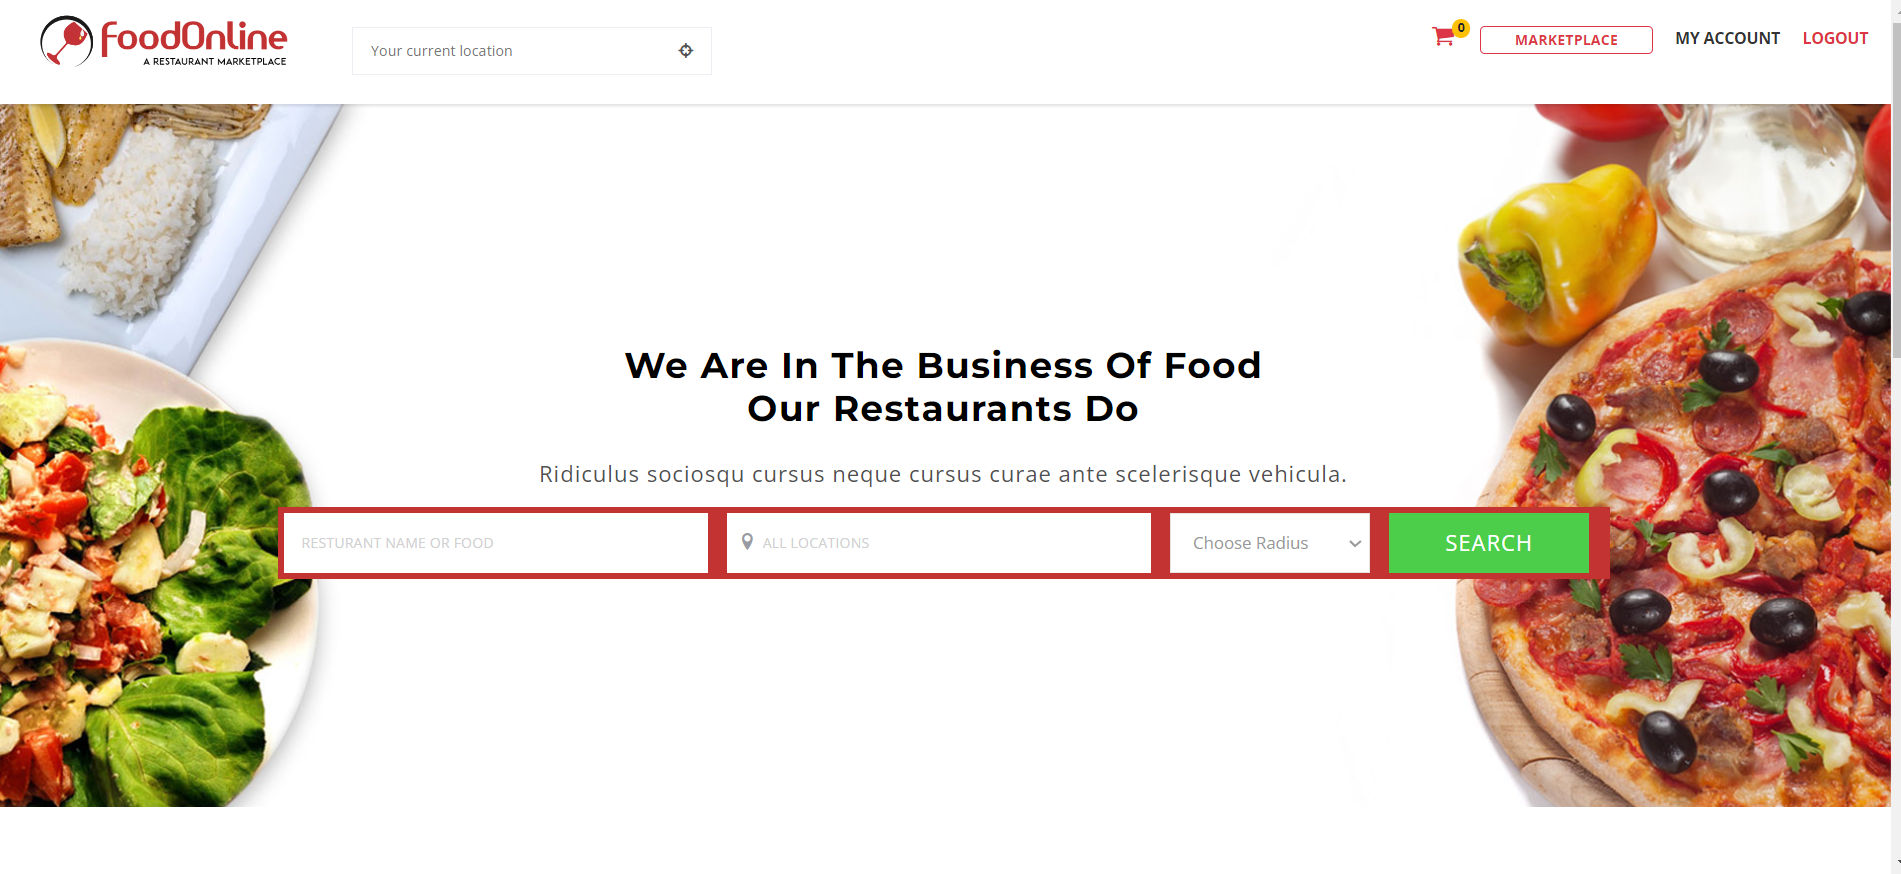 FoodOnline
A RESTAURANT MARKETPLACE
Your current location
0
MARKETPLACE
MY ACCOUNT
LOGOUT
We Are In The Business Of Food
Our Restaurants Do
Ridiculus sociosqu cursus neque cursus curae ante scelerisque vehicula.
RESTURANT NAME OR FOOD
ALL LOCATIONS
Choose Radius
SEARCH